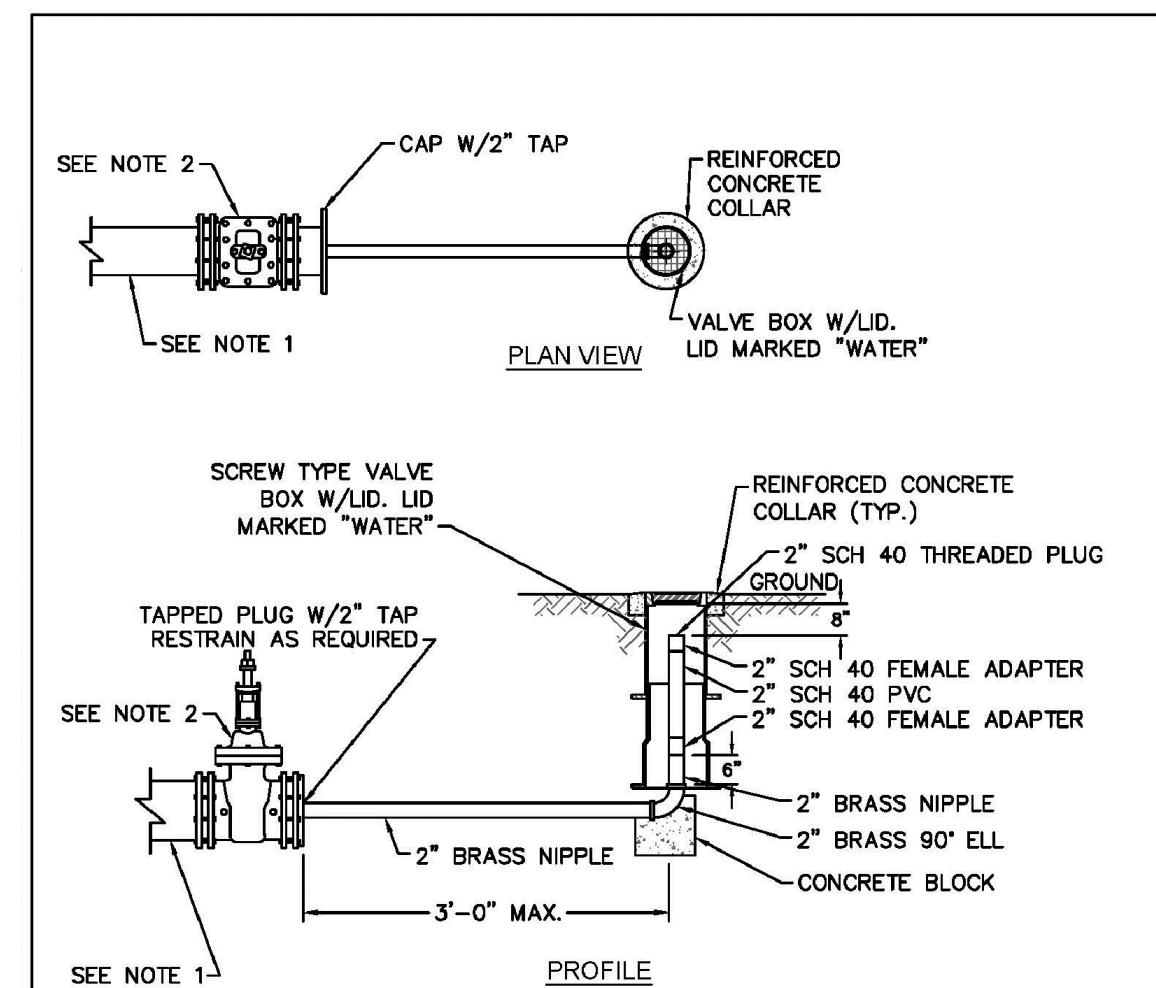 CAP W/2" TAP
SEE NOTE 2
REINFORCED
CONCRETE
COLLAR
SEE NOTE 1
VALVE BOX W/LID.
LID MARKED "WATER"
PLAN VIEW
SCREW TYPE VALVE
BOX W/LID. LID
MARKED "WATER"
REINFORCED CONCRETE
COLLAR (TYP.)
2" SCH 40 THREADED PLUG
GROUND
8"
TAPPED PLUG W/2" TAP
RESTRAIN AS REQUIRED
2" SCH 40 FEMALE ADAPTER
2" SCH 40 PVC
2" SCH 40 FEMALE ADAPTER
SEE NOTE 2
6"
2" BRASS NIPPLE
2" BRASS 90° ELL
2" BRASS NIPPLE
CONCRETE BLOCK
3'-0" MAX.
SEE NOTE 1
PROFILE